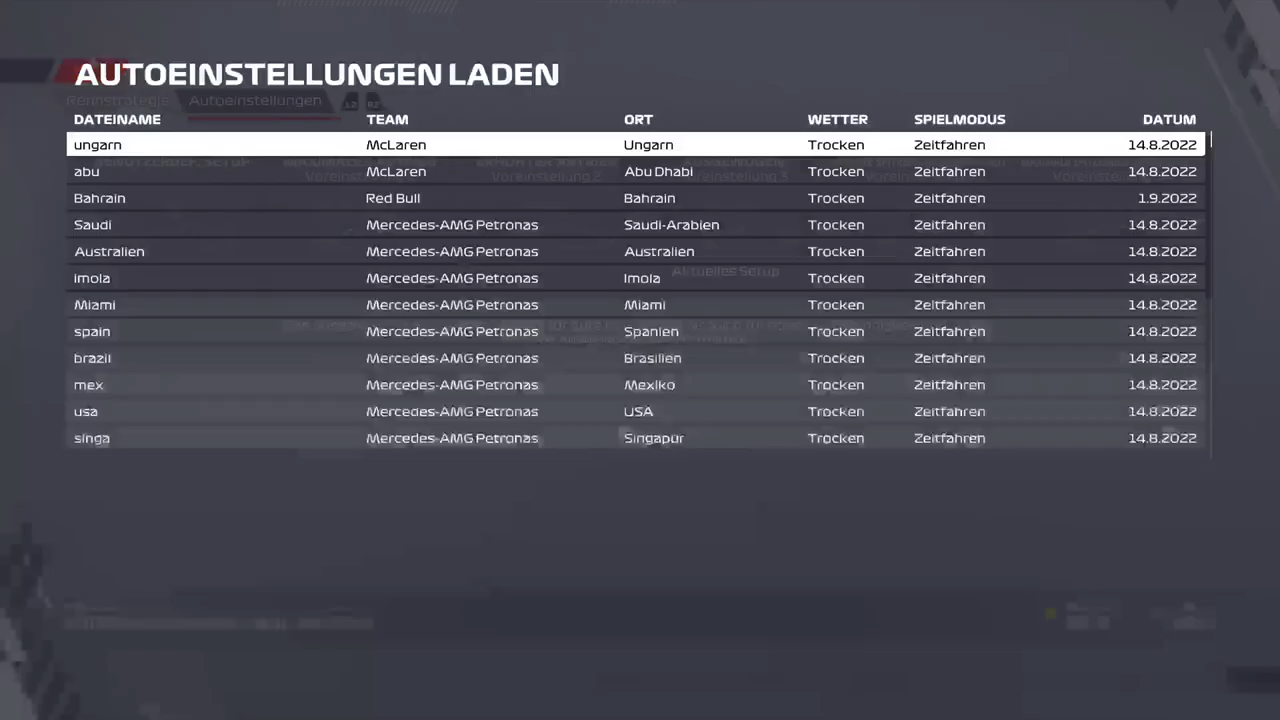 AUTOEINSTELLUNGEN LADEN
Rennstrategie Autoeinstellungen L2 R2
DATEINAME TEAM ORT WETTER SPIELMODUS DATUM
ungarn McLaren Ungarn Trocken Zeitfahren 14.8.2022
abu McLaren Abu Dhabi Trocken Zeitfahren 14.8.2022
Bahrain Red Bull Bahrain Trocken Zeitfahren 1.9.2022
Saudi Mercedes-AMG Petronas Saudi-Arabien Trocken Zeitfahren 14.8.2022
Australien Mercedes-AMG Petronas Australien Trocken Zeitfahren 14.8.2022
Aktuelles Setup
imola Mercedes-AMG Petronas Imola Trocken Zeitfahren 14.8.2022
Miami Mercedes-AMG Petronas Miami Trocken Zeitfahren 14.8.2022
spain Mercedes-AMG Petronas Spanien Trocken Zeitfahren 14.8.2022
brazil Mercedes-AMG Petronas Brasilien Trocken Zeitfahren 14.8.2022
mex Mercedes-AMG Petronas Mexiko Trocken Zeitfahren 14.8.2022
usa Mercedes-AMG Petronas USA Trocken Zeitfahren 14.8.2022
singa Mercedes-AMG Petronas Singapur Trocken Zeitfahren 14.8.2022